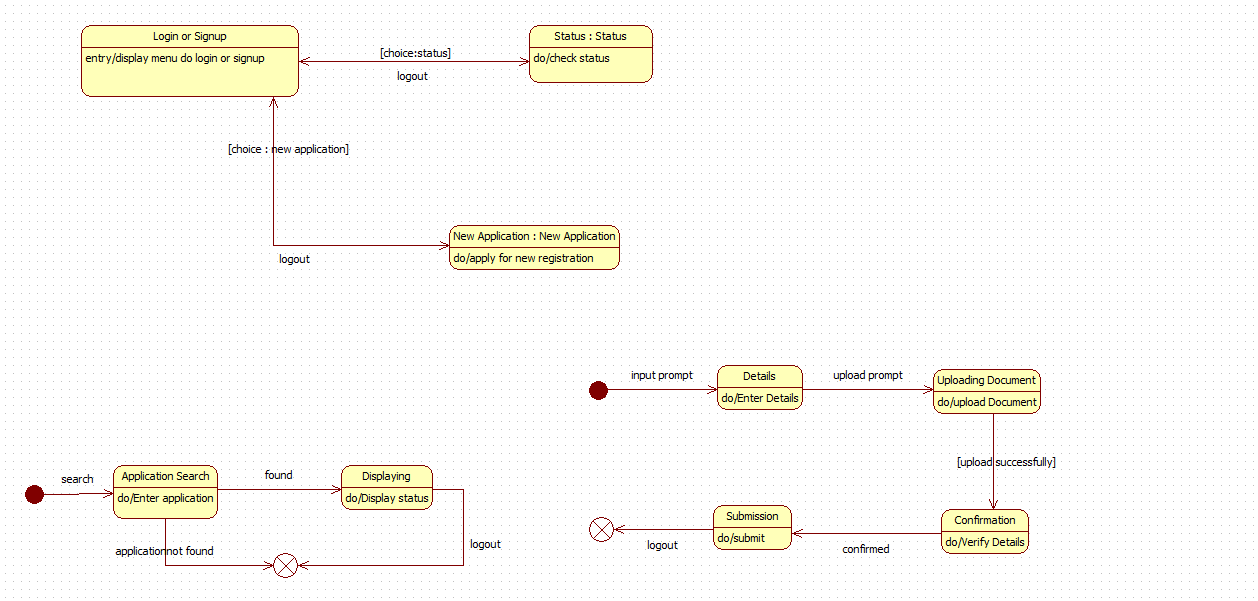 Login or Signup
entry/display menu do login or signup
[choice:status]
logout
Status : Status
do/check status
[choice : new application]
logout
New Application : New Application
do/apply for new registration
input prompt
Details
do/Enter Details
upload prompt
Uploading Document
do/upload Document
[upload successfully]
Confirmation
do/Verify Details
confirmed
Submission
do/submit
logout
search
Application Search
do/Enter application
found
Displaying
do/Display status
logout
applicationnot found